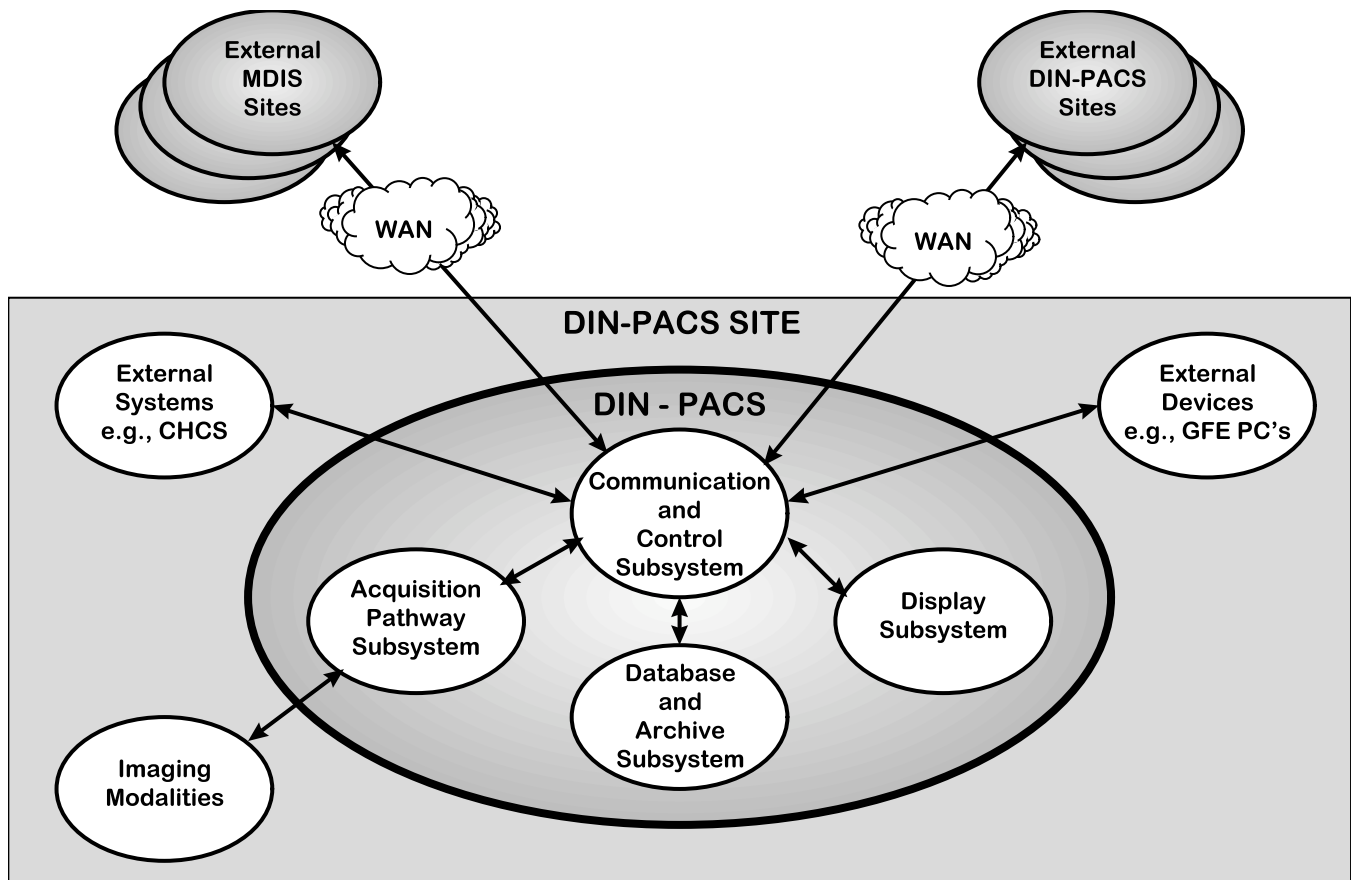 External
MDIS
Sites
External
DIN-PACS
Sites
WAN
WAN
DIN-PACS SITE
External
Systems
e.g., CHCS
External
Devices
e.g., GFE PC's
DIN - PACS
Communication
and
Control
Subsystem
Acquisition
Pathway
Subsystem
Display
Subsystem
Database
and
Archive
Subsystem
Imaging
Modalities